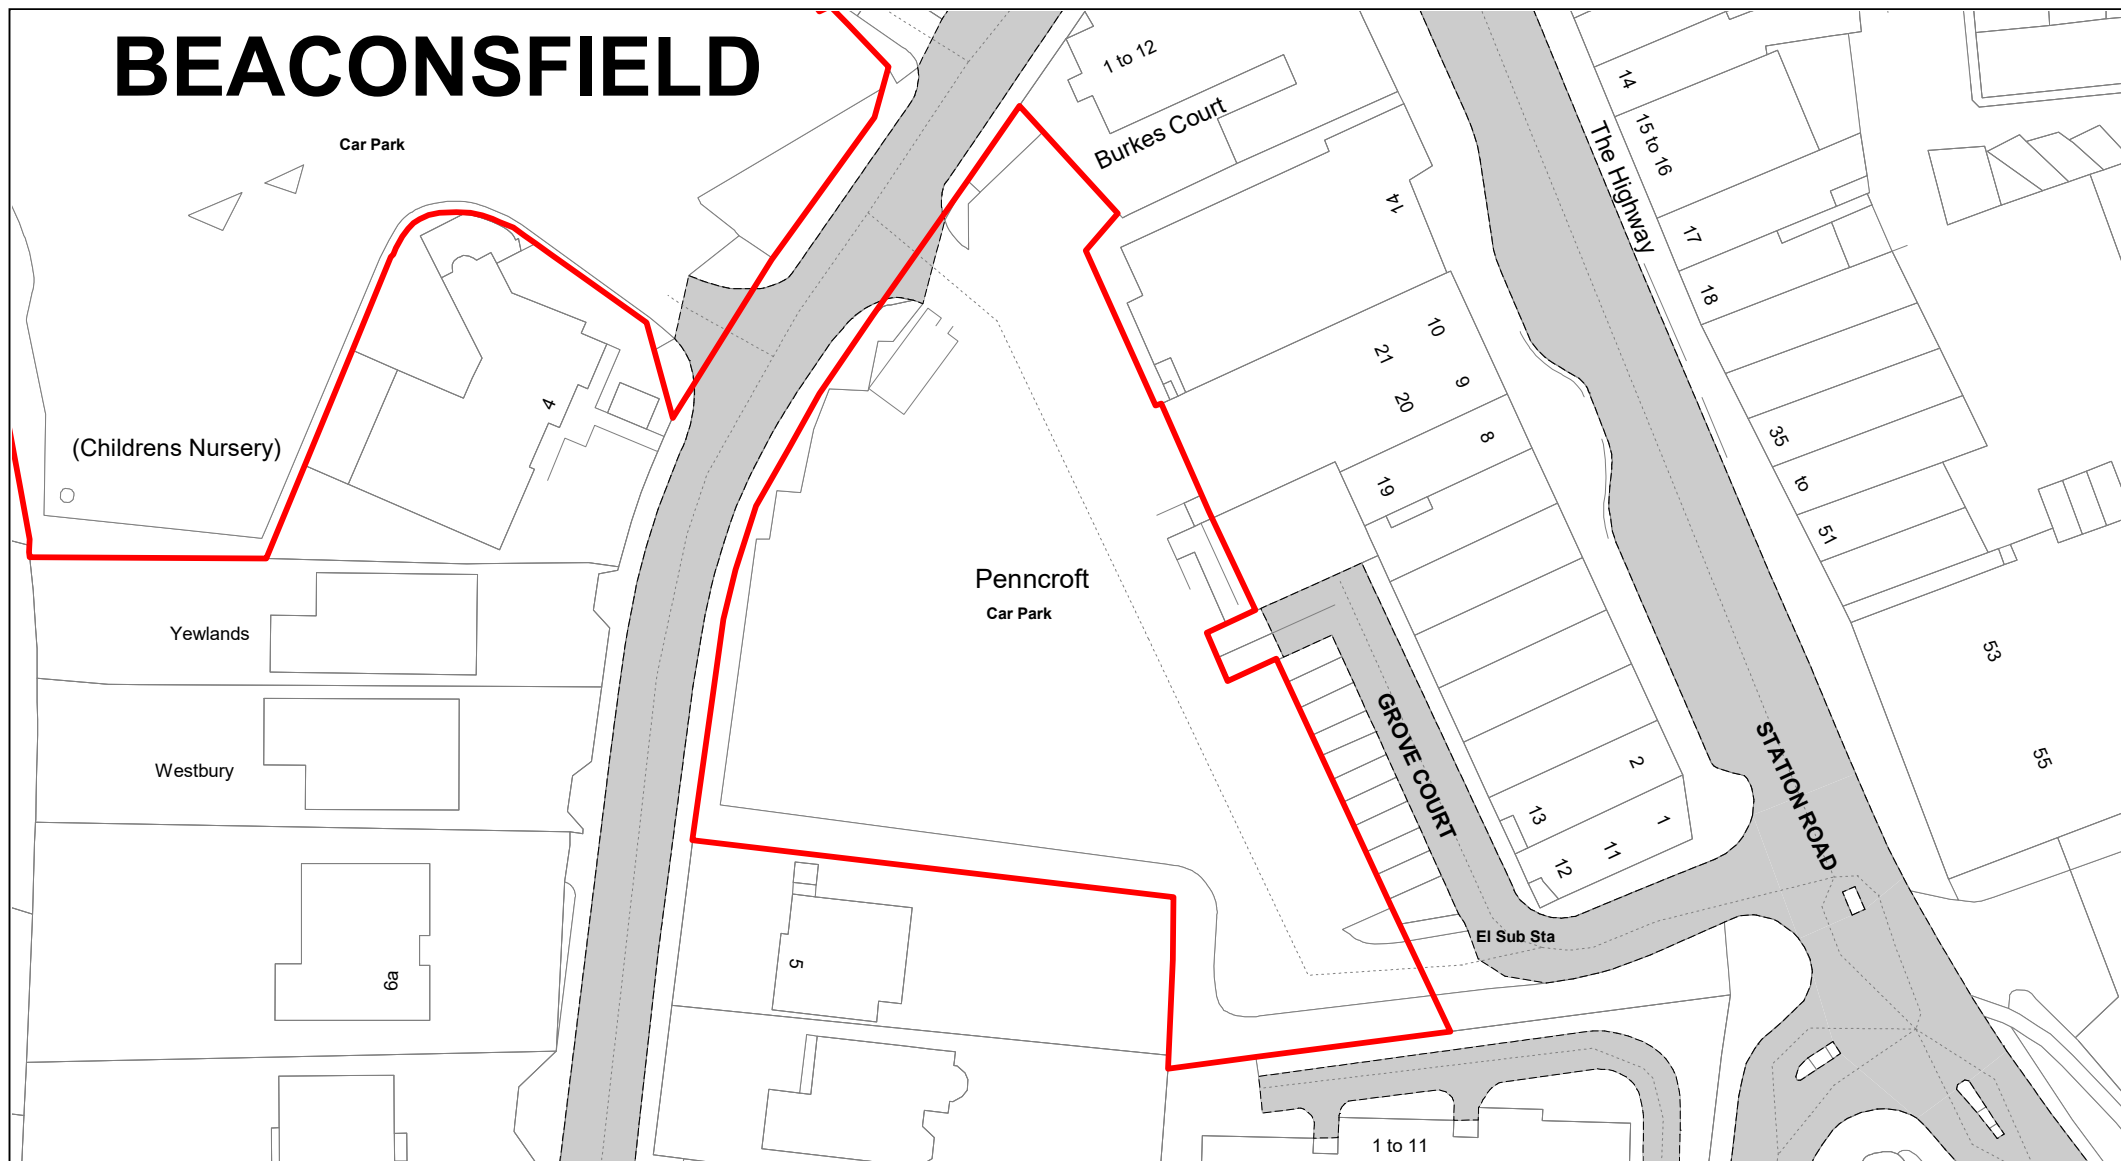 BEACONSFIELD
Car Park
(Childrens Nursery)
4
Yewlands
Westbury
6a
5
1 to 12
Burkes Court
14
10
21
9
20
8
19
Penncroft
Car Park
GROVE COURT
2
13
1
11
12
El Sub Sta
1 to 11
The Highway
14
15 to 16
17
18
35
to
51
53
55
STATION ROAD